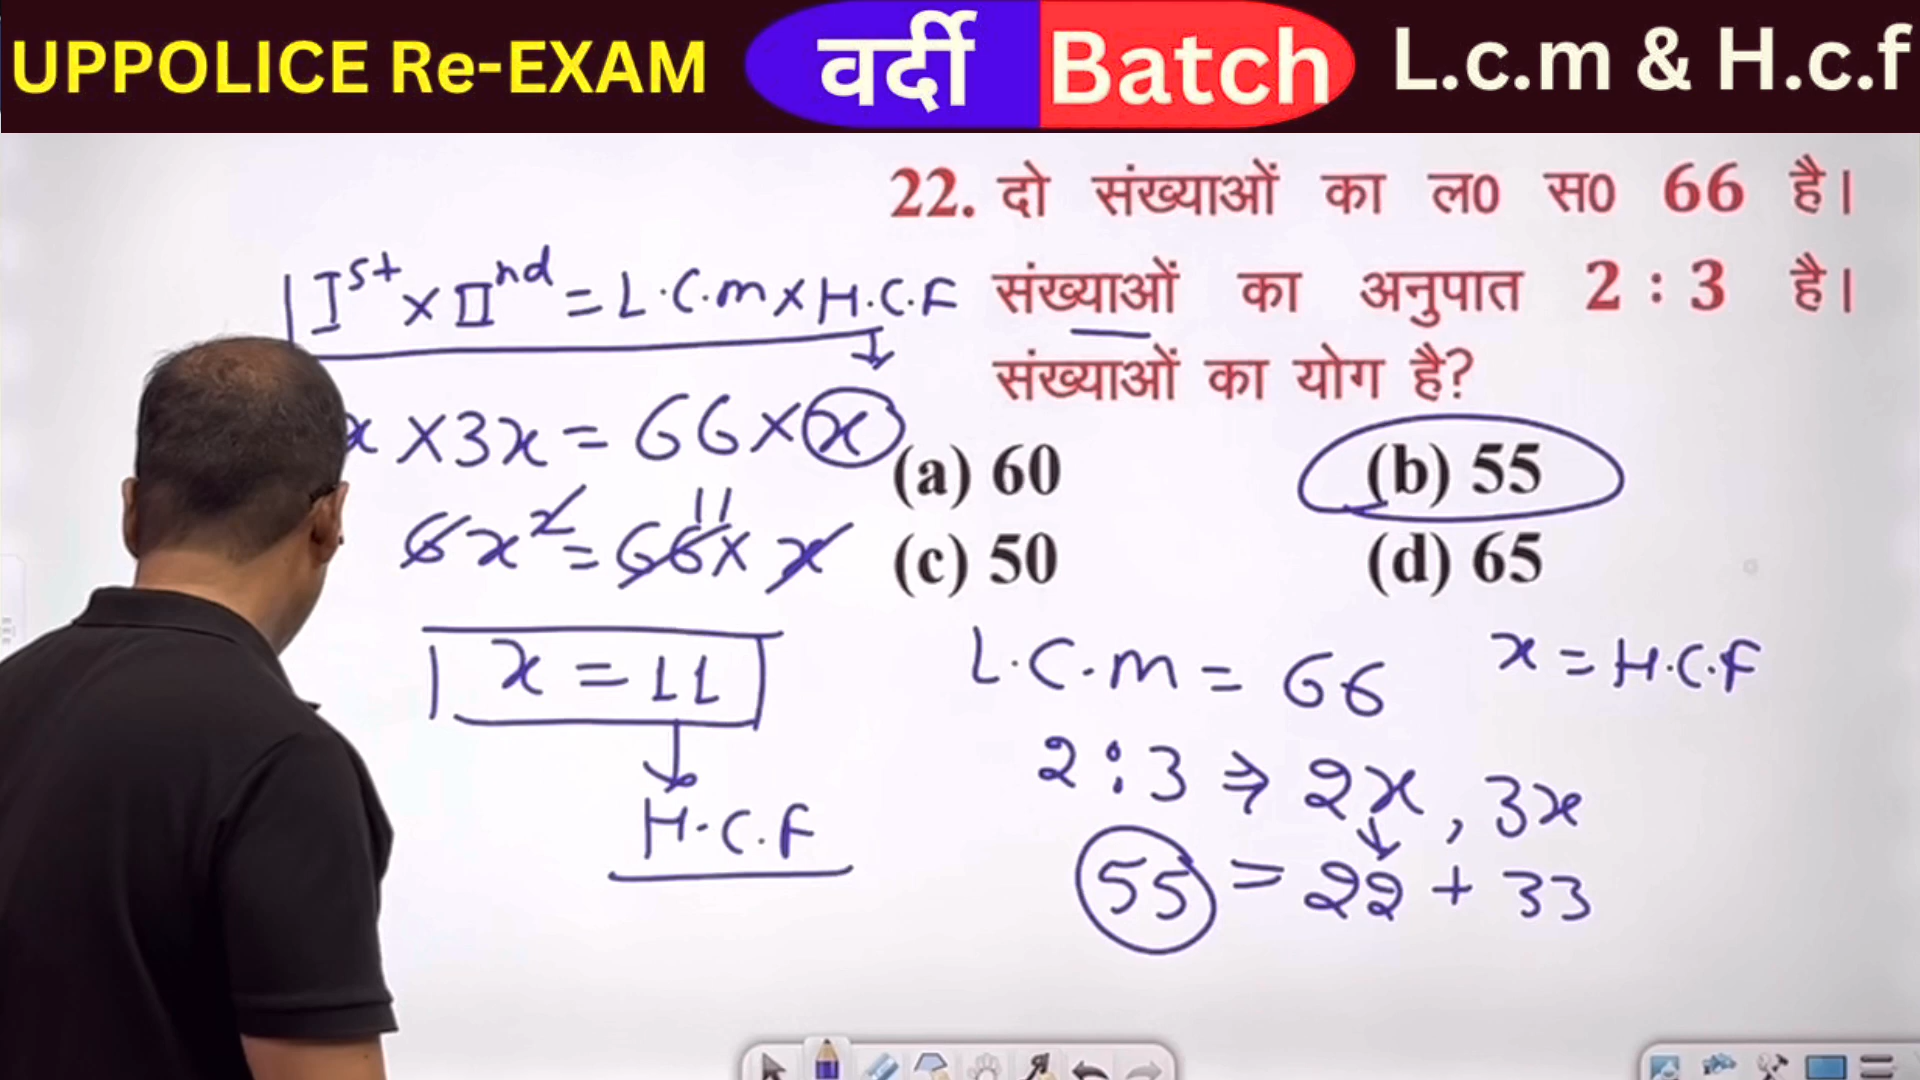 UPPOLICE Re-EXAM वर्दी Batch L.c.m & H.c.f
22. दो संख्याओं का ल0 स0 66 है।
संख्याओं का अनुपात 2 : 3 है।
संख्याओं का योग है?
(a) 60 (b) 55
(c) 50 (d) 65
Ist × IInd = L.C.m × H.C.F
x × 3x = 66 × x
6x² = 66 × x
11
x = 11
H.C.F
L.C.m = 66 x = H.C.F
2 : 3 ⇒ 2x , 3x
55 = 22 + 33